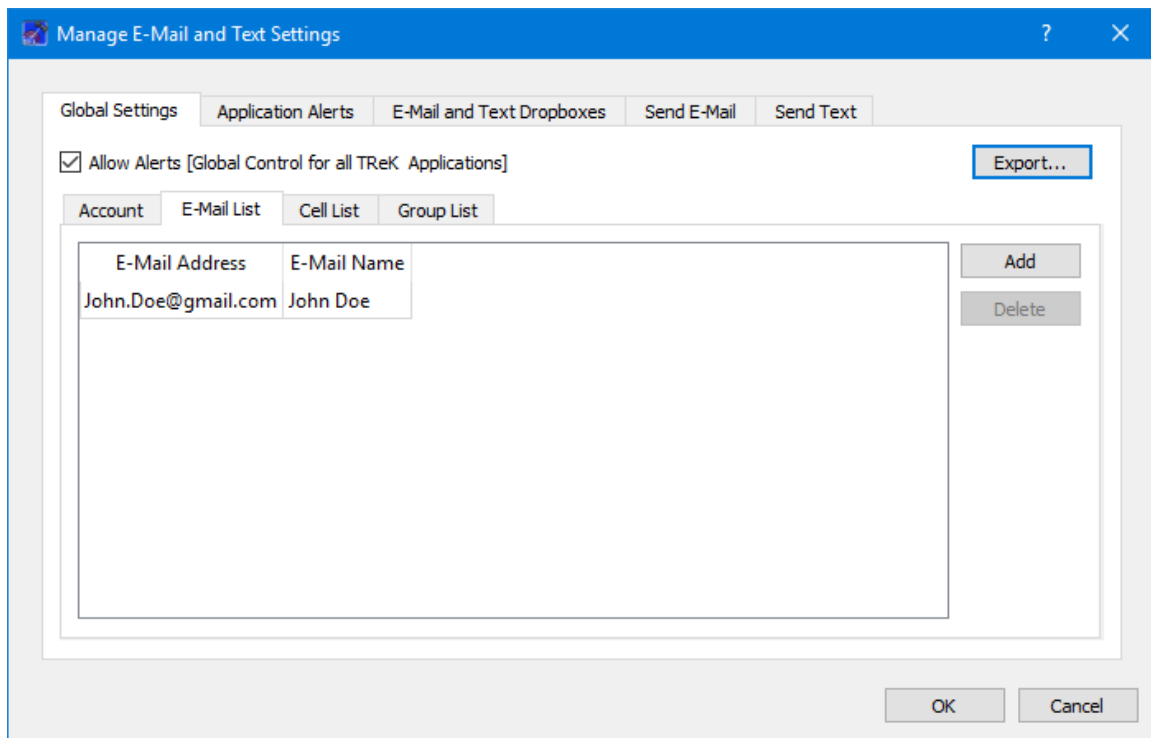 Manage E-Mail and Text Settings ?
Global Settings Application Alerts E-Mail and Text Dropboxes Send E-Mail Send Text
Allow Alerts [Global Control for all TReK Applications] Export...
Account E-Mail List Cell List Group List
E-Mail Address E-Mail Name Add
John.Doe@gmail.com John Doe Delete
OK Cancel